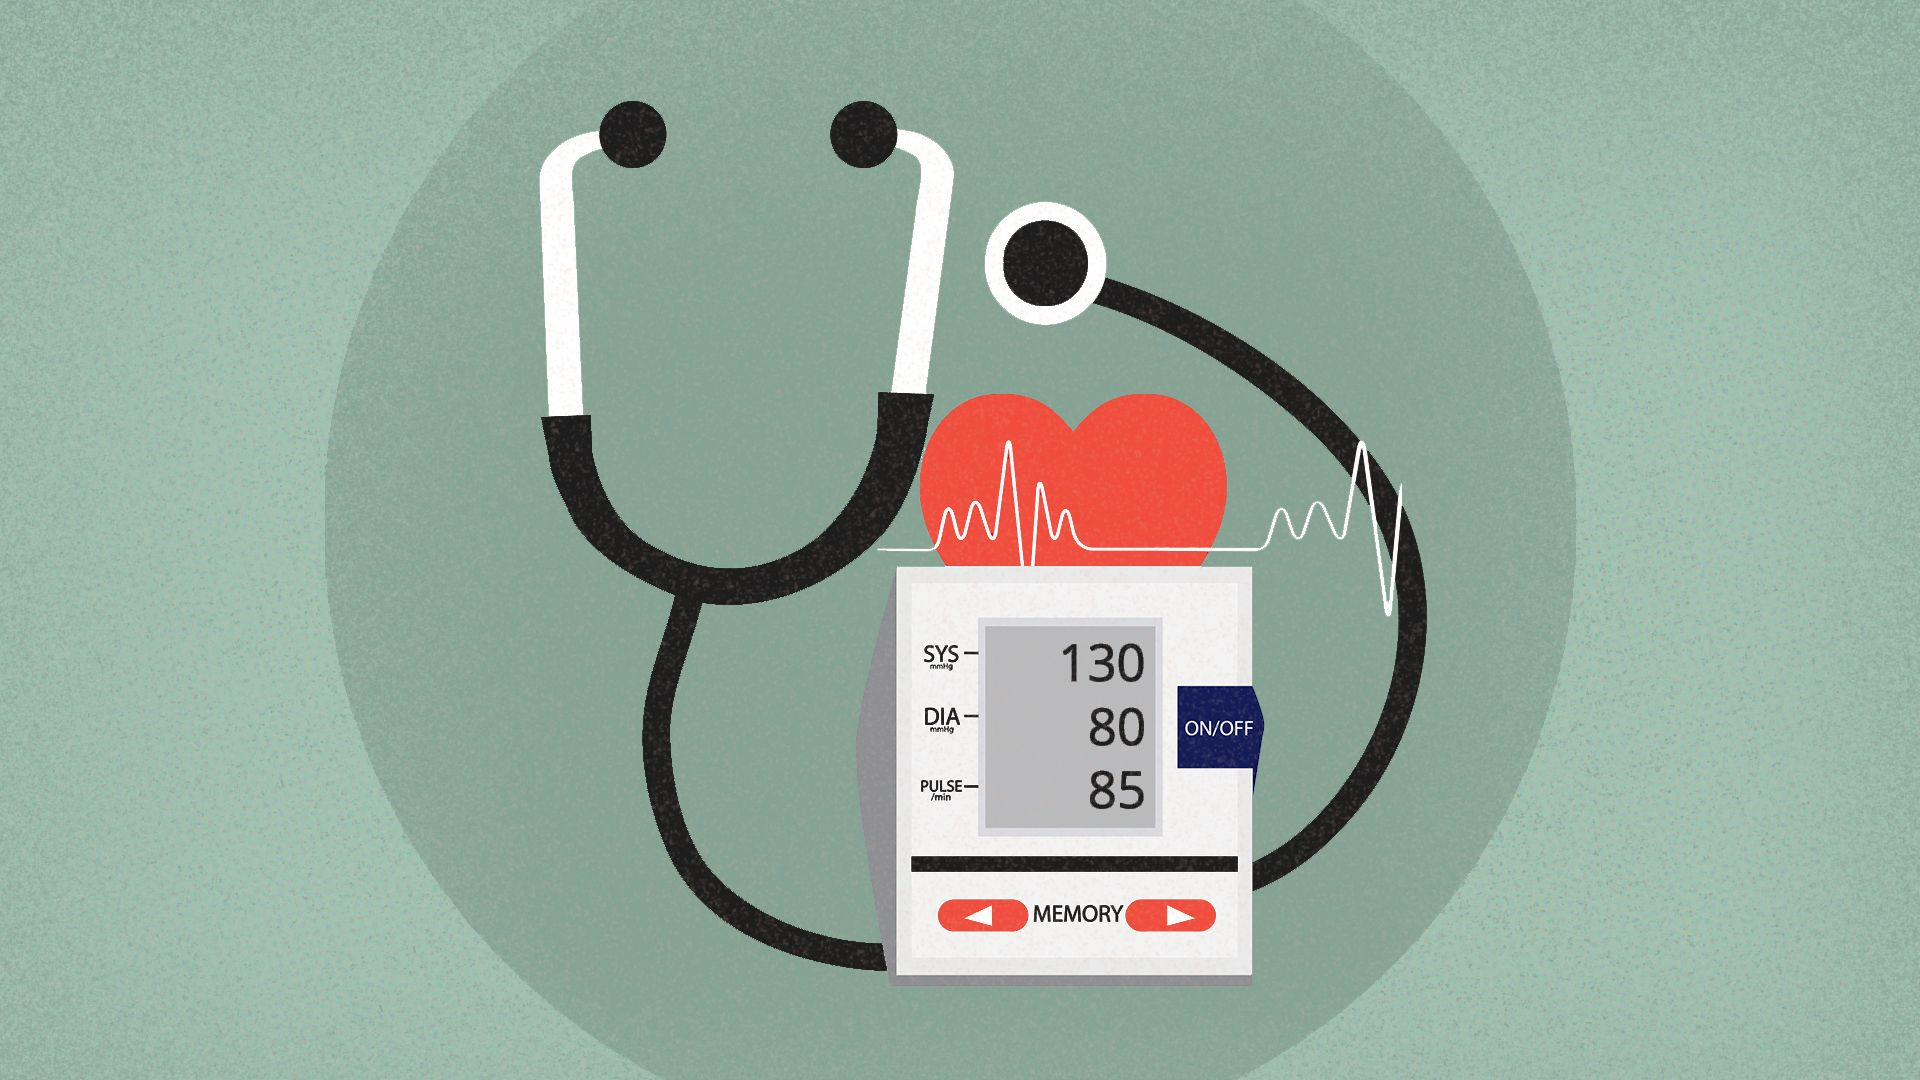 SYS 130
mmHg
DIA 80 ON/OFF
mmHg
PULSE 85
/min
MEMORY